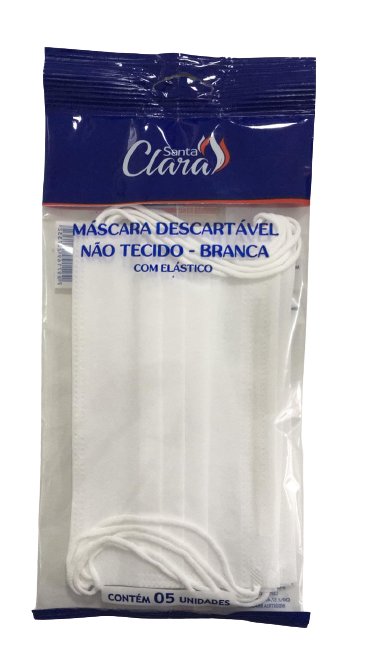 Santa
Clara
MÁSCARA DESCARTÁVEL
NÃO TECIDO - BRANCA
COM ELÁSTICO
CONTÉM 05 UNIDADES